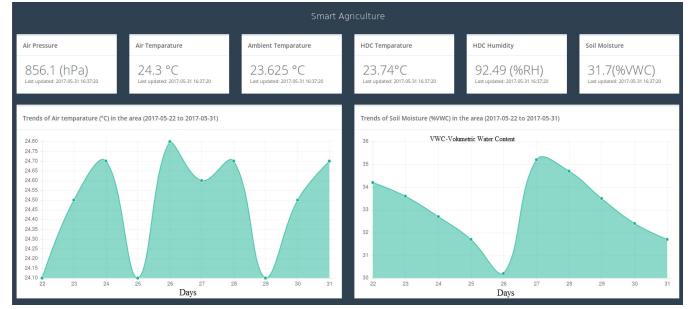 Smart Agriculture
Air Pressure
856.1 (hPa)
Last updated: 2017-05-31 16:37:20
Air Temparature
24.3 °C
Last updated: 2017-05-31 16:37:20
Ambient Temparature
23.625 °C
Last updated: 2017-05-31 16:37:20
HDC Temparature
23.74°C
Last updated: 2017-05-31 16:37:20
HDC Humidity
92.49 (%RH)
Last updated: 2017-05-31 16:37:20
Soil Moisture
31.7(%VWC)
Last updated: 2017-05-31 16:37:20
Trends of Air temparature (°C) in the area (2017-05-22 to 2017-05-31)
24.80
24.75
24.70
24.65
24.60
24.55
24.50
24.45
24.40
24.35
24.30
24.25
24.20
24.15
24.10
22 23 24 25 26 27 28 29 30 31
Days
Trends of Soil Moisture (%VWC) in the area (2017-05-22 to 2017-05-31)
VWC-Volumetric Water Content
36
35
34
33
32
31
30
22 23 24 25 26 27 28 29 30 31
Days